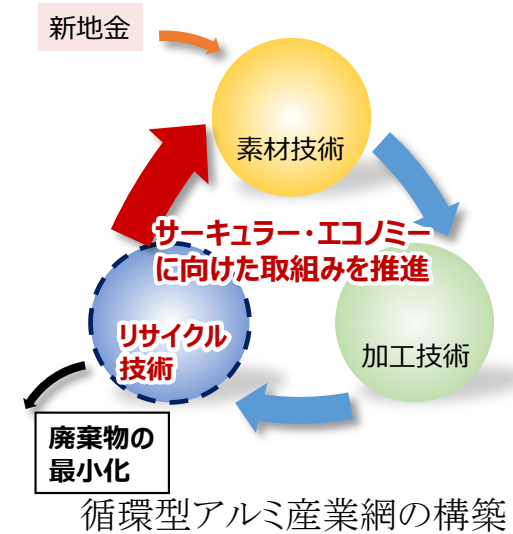 新地金
素材技術
サーキュラー・エコノミー
に向けた取組みを推進
リサイクル
技術
加工技術
廃棄物の
最小化
循環型アルミ産業網の構築